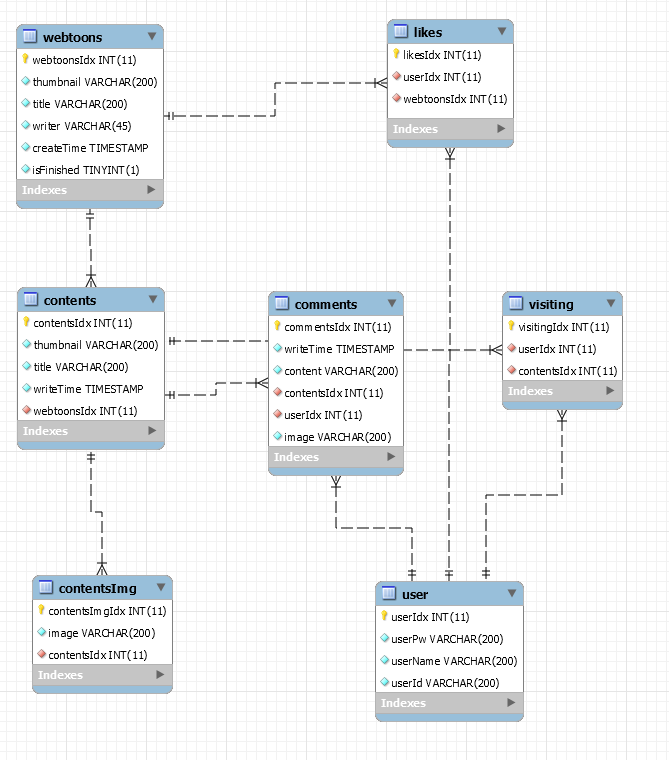 webtoons
webtoonsIdx INT(11)
thumbnail VARCHAR(200)
title VARCHAR(200)
writer VARCHAR(45)
createTime TIMESTAMP
isFinished TINYINT(1)
Indexes
likes
likesIdx INT(11)
userIdx INT(11)
webtoonsIdx INT(11)
Indexes
contents
contentsIdx INT(11)
thumbnail VARCHAR(200)
title VARCHAR(200)
writeTime TIMESTAMP
webtoonsIdx INT(11)
Indexes
comments
commentsIdx INT(11)
writeTime TIMESTAMP
content VARCHAR(200)
contentsIdx INT(11)
userIdx INT(11)
image VARCHAR(200)
Indexes
visiting
visitingIdx INT(11)
userIdx INT(11)
contentsIdx INT(11)
Indexes
contentsImg
contentsImgIdx INT(11)
image VARCHAR(200)
contentsIdx INT(11)
Indexes
user
userIdx INT(11)
userPw VARCHAR(200)
userName VARCHAR(200)
userId VARCHAR(200)
Indexes